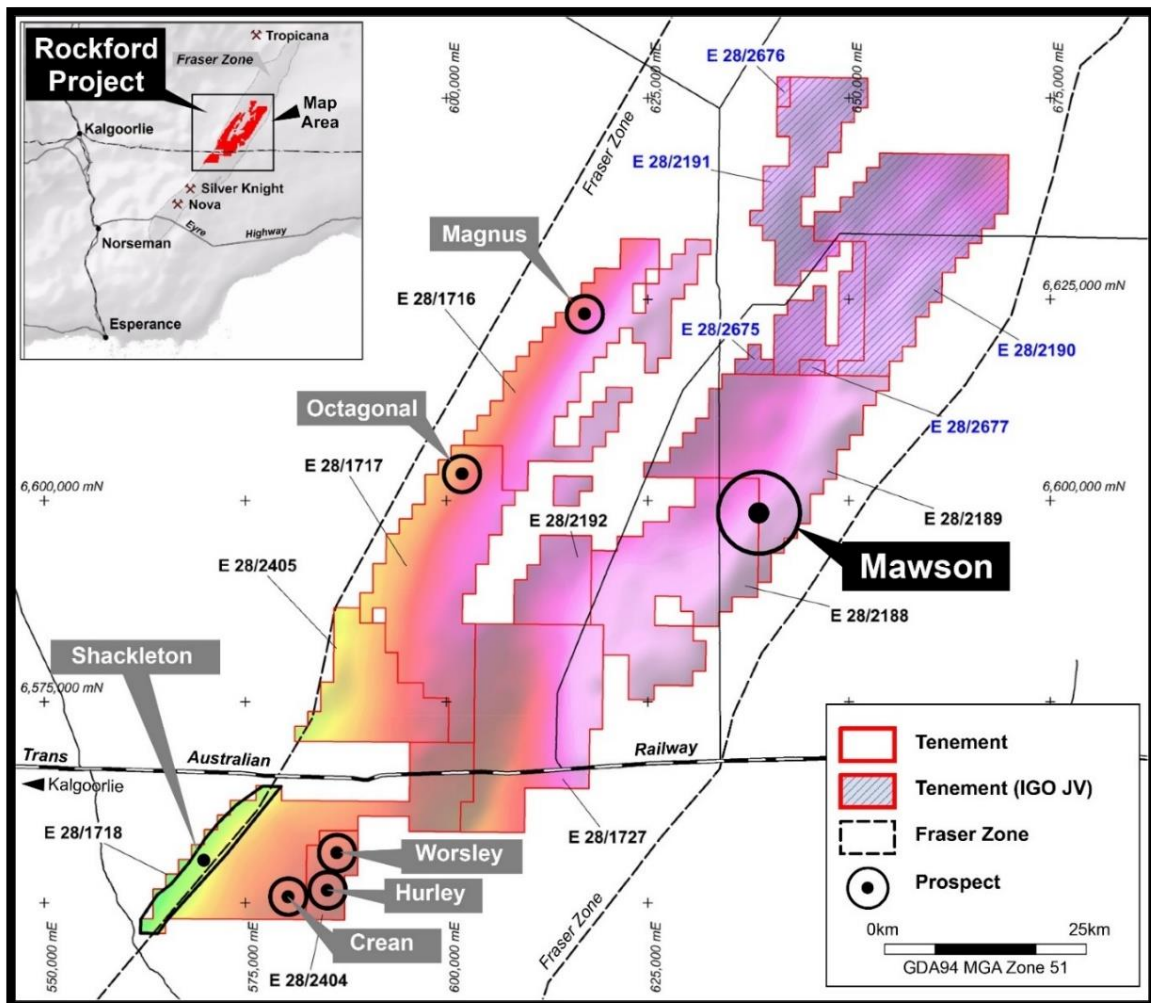 Tropicana
Fraser Zone
Rockford
Project
Map
Area
Kalgoorlie
Silver Knight
Nova
Norseman
Eyre
Highway
Esperance
600,000 mE
625,000 mE
650,000 mE
675,000 mE
E 28/2676
Fraser Zone
E 28/2191
Magnus
E 28/1716
6,625,000 mN
E 28/2675
E 28/2190
Octagonal
E 28/2677
E 28/1717
6,600,000 mN
6,600,000 mN
E 28/2192
E 28/2189
E 28/2405
Mawson
E 28/2188
Shackleton
6,575,000 mN
Trans
Australian
Railway
Kalgoorlie
E 28/1718
E 28/1727
Worsley
Hurley
Crean
E 28/2404
Fraser Zone
550,000 mE
575,000 mE
600,000 mE
625,000 mE
Tenement
Tenement (IGO JV)
Fraser Zone
Prospect
0km
25km
GDA94 MGA Zone 51